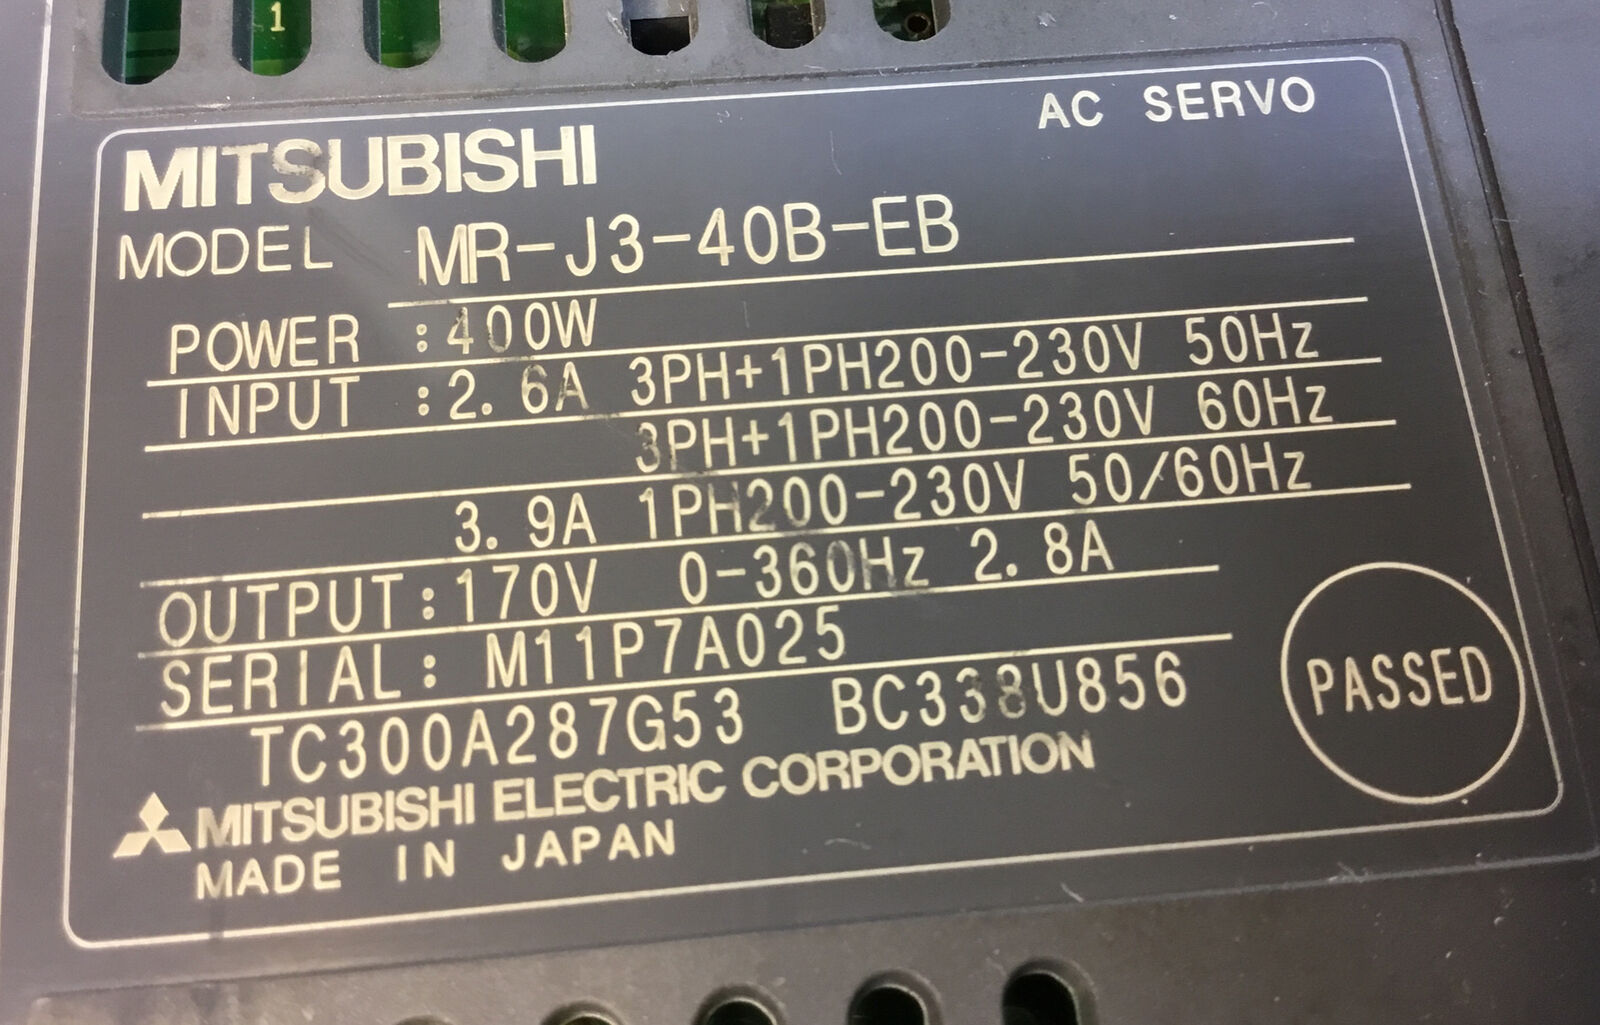 1
AC SERVO
MITSUBISHI
MODEL MR-J3-40B-EB
POWER :400W
INPUT :2.6A 3PH+1PH200-230V 50Hz
3PH+1PH200-230V 60Hz
3.9A 1PH200-230V 50/60Hz
OUTPUT:170V 0-360Hz 2.8A
SERIAL: M11P7A025
TC300A287G53 BC338U856
PASSED
MITSUBISHI ELECTRIC CORPORATION
MADE IN JAPAN